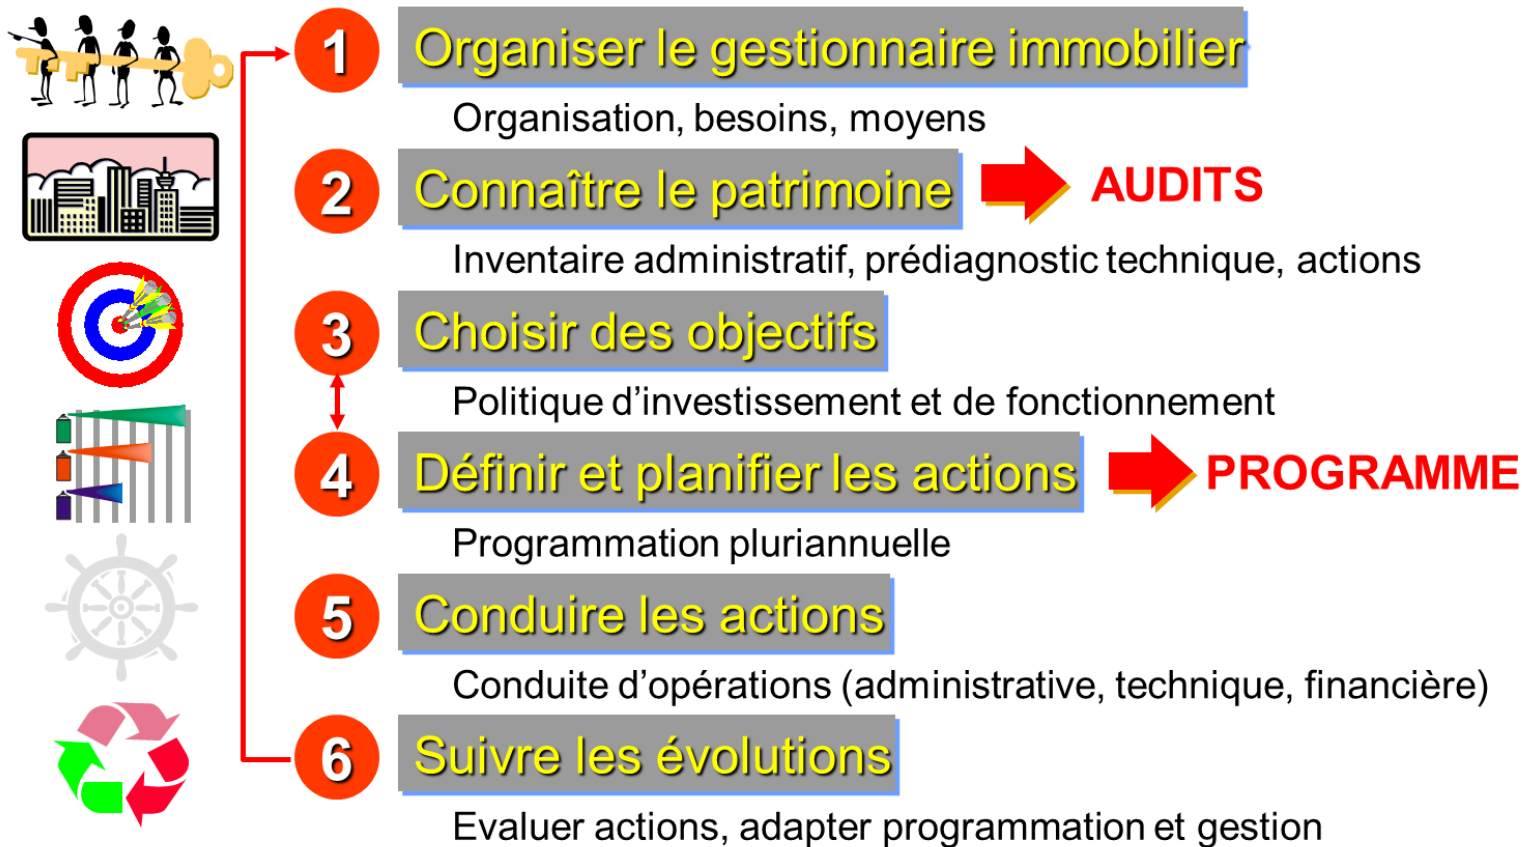 1 Organiser le gestionnaire immobilier
Organisation, besoins, moyens
2 Connaître le patrimoine AUDITS
Inventaire administratif, prédiagnostic technique, actions
3 Choisir des objectifs
Politique d’investissement et de fonctionnement
4 Définir et planifier les actions PROGRAMME
Programmation pluriannuelle
5 Conduire les actions
Conduite d’opérations (administrative, technique, financière)
6 Suivre les évolutions
Evaluer actions, adapter programmation et gestion